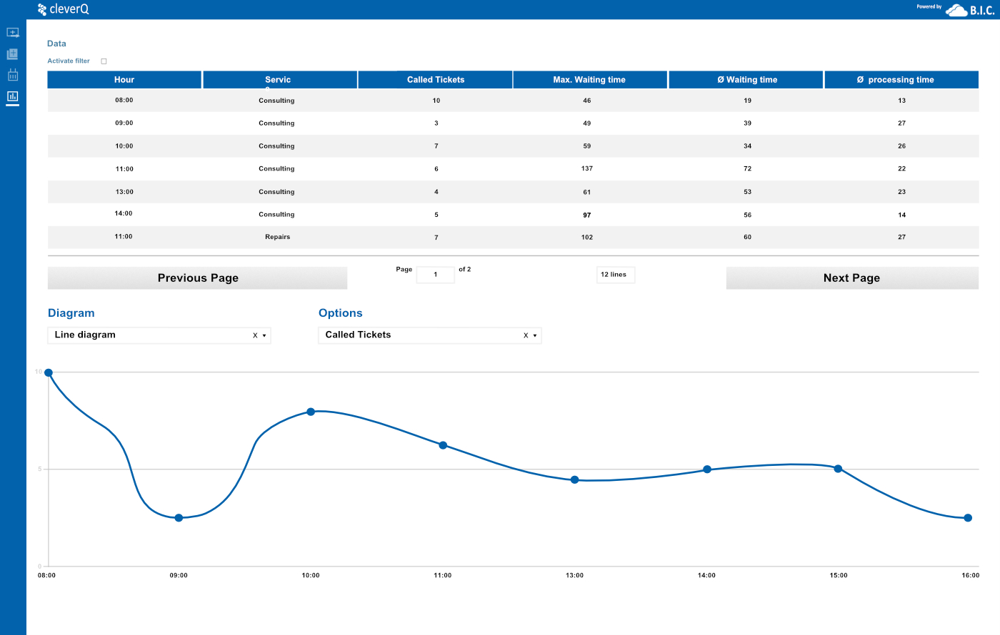 cleverQ
Powered by B.I.C.
Data
Activate filter
Hour Servic Called Tickets Max. Waiting time Ø Waiting time Ø processing time
08:00 Consulting 10 46 19 13
09:00 Consulting 3 49 39 27
10:00 Consulting 7 59 34 26
11:00 Consulting 6 137 72 22
13:00 Consulting 4 61 53 23
14:00 Consulting 5 97 56 14
11:00 Repairs 7 102 60 27
Previous Page Page 1 of 2 12 lines Next Page
Diagram Options
Line diagram x ▾ Called Tickets x ▾
10
5
0
08:00 09:00 10:00 11:00 13:00 14:00 15:00 16:00